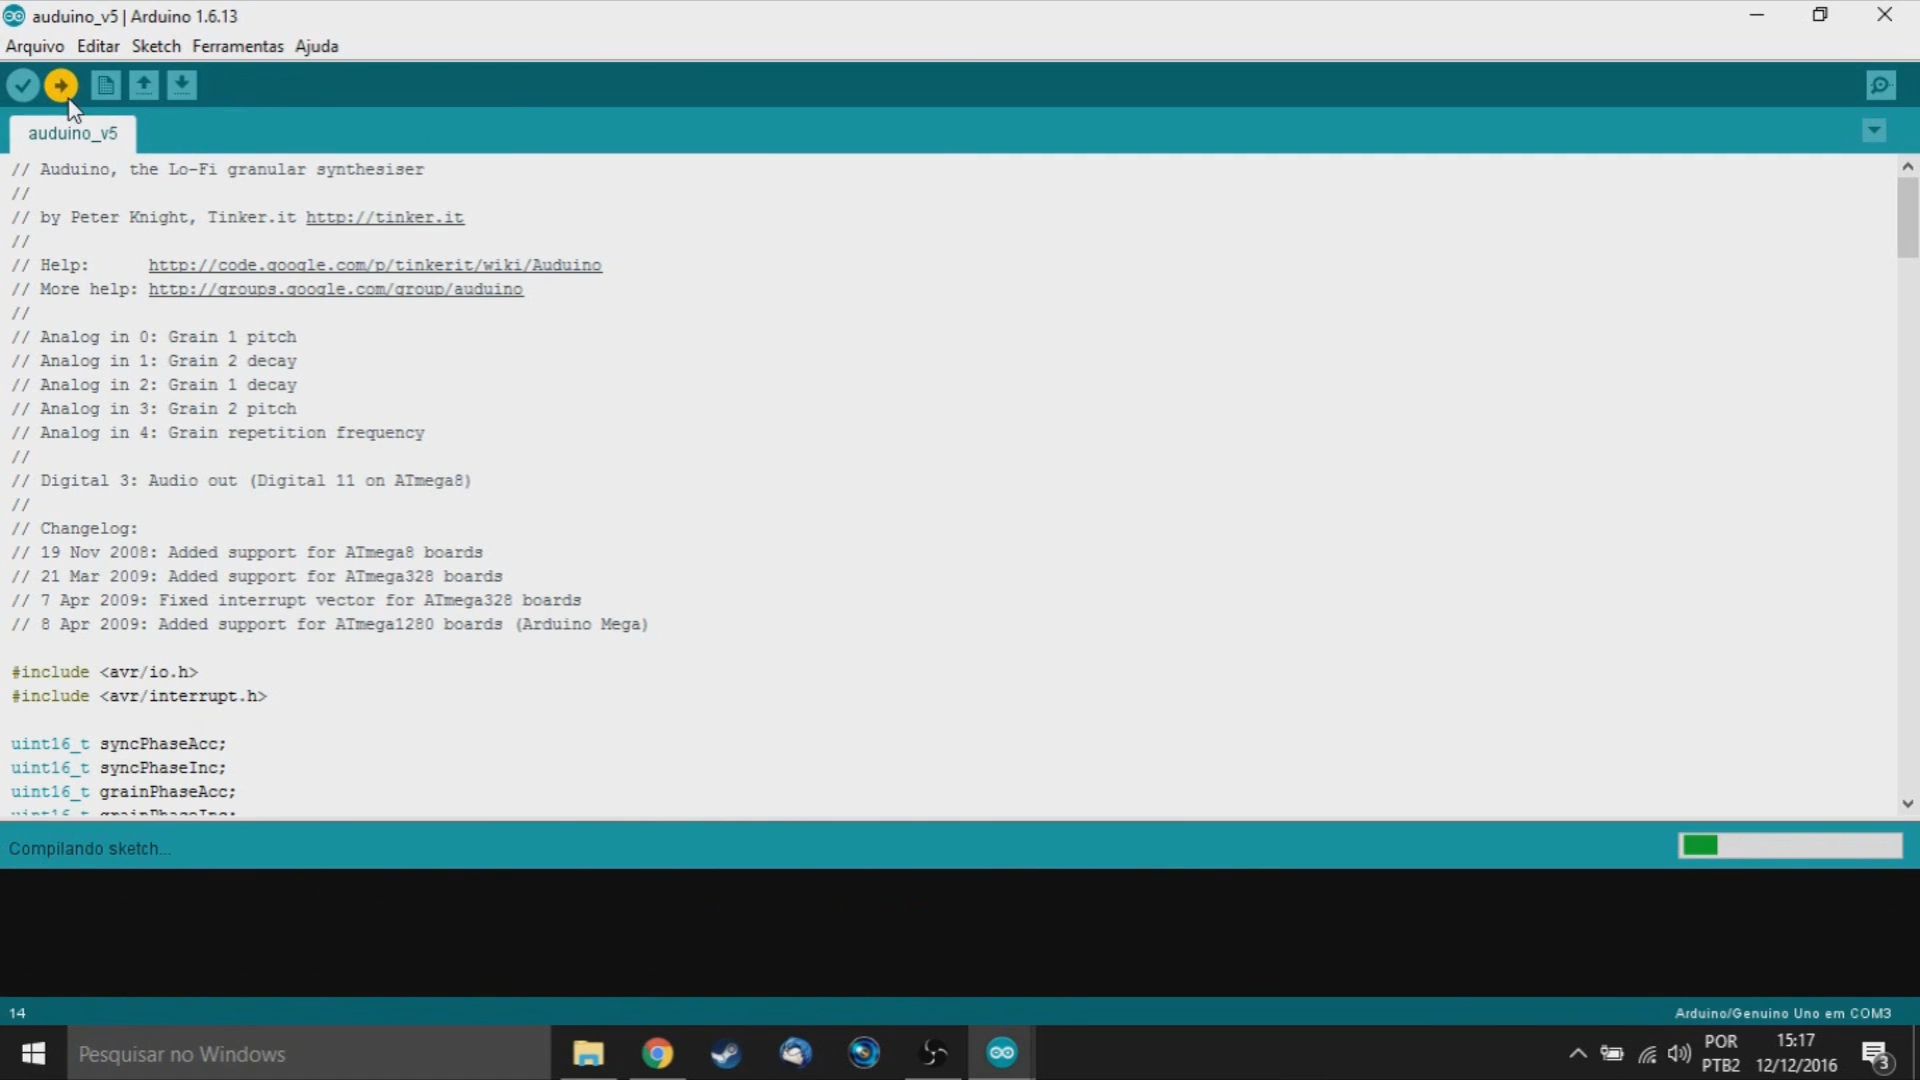 auduino_v5 | Arduino 1.6.13
Arquivo Editar Sketch Ferramentas Ajuda
auduino_v5
// Auduino, the Lo-Fi granular synthesiser
//
// by Peter Knight, Tinker.it http://tinker.it
//
// Help: http://code.google.com/p/tinkerit/wiki/Auduino
// More help: http://groups.google.com/group/auduino
//
// Analog in 0: Grain 1 pitch
// Analog in 1: Grain 2 decay
// Analog in 2: Grain 1 decay
// Analog in 3: Grain 2 pitch
// Analog in 4: Grain repetition frequency
//
// Digital 3: Audio out (Digital 11 on ATmega8)
//
// Changelog:
// 19 Nov 2008: Added support for ATmega8 boards
// 21 Mar 2009: Added support for ATmega328 boards
// 7 Apr 2009: Fixed interrupt vector for ATmega328 boards
// 8 Apr 2009: Added support for ATmega1280 boards (Arduino Mega)
#include <avr/io.h>
#include <avr/interrupt.h>
uint16_t syncPhaseAcc;
uint16_t syncPhaseInc;
uint16_t grainPhaseAcc;
uint16_t grainPhaseInc;
Compilando sketch...
14
Arduino/Genuino Uno em COM3
Pesquisar no Windows
POR
PTB2
15:17
12/12/2016
3